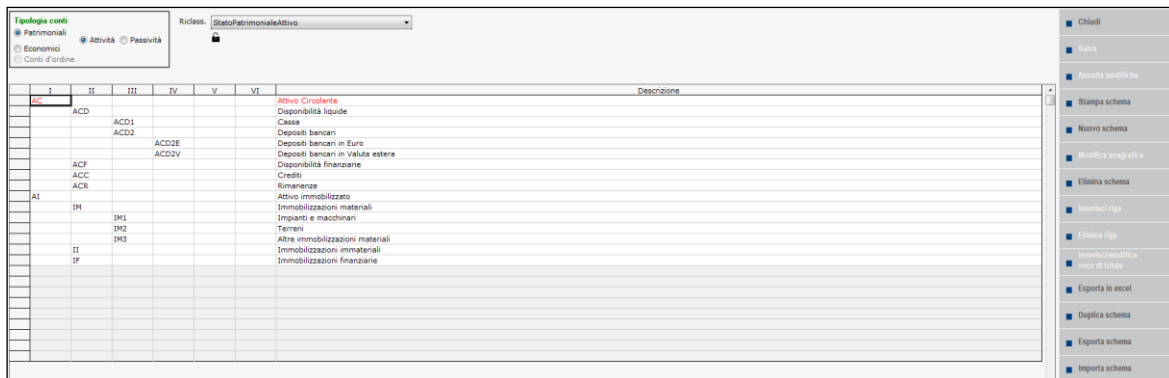 Tipologia conti
Patrimoniali
Attività Passività
Economici
Conti d'ordine
Riclass. StatoPatrimonialeAttivo
I II III IV V VI Descrizione
AC Attivo Circolante
ACD Disponibilità liquide
ACD1 Cassa
ACD2 Depositi bancari
ACD2E Depositi bancari in Euro
ACD2V Depositi bancari in Valuta estera
ACF Disponibilità finanziarie
ACC Crediti
ACR Rimanenze
AI Attivo immobilizzato
IM Immobilizzazioni materiali
IM1 Impianti e macchinari
IM2 Terreni
IM3 Altre immobilizzazioni materiali
II Immobilizzazioni immateriali
IF Immobilizzazioni finanziarie
Chiudi
Salva
Annulla modifiche
Stampa schema
Nuovo schema
Modifica anagrafica
Elimina schema
Inserisci riga
Elimina riga
Inserisci/modifica
voce di totale
Esporta in excel
Duplica schema
Esporta schema
Importa schema